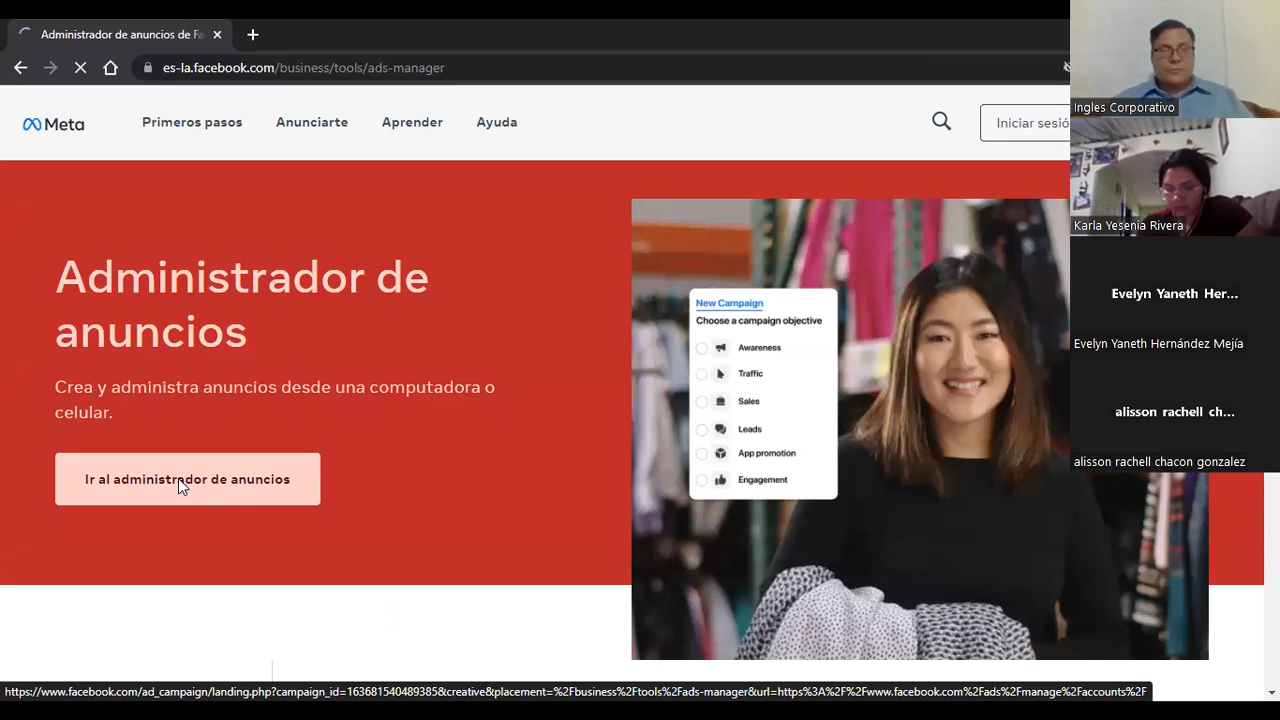 Administrador de anuncios de Fa
es-la.facebook.com/business/tools/ads-manager
Meta
Primeros pasos
Anunciarte
Aprender
Ayuda
Iniciar sesió
Administrador de
anuncios
Crea y administra anuncios desde una computadora o
celular.
Ir al administrador de anuncios
New Campaign
Choose a campaign objective
Awareness
Traffic
Sales
Leads
App promotion
Engagement
Ingles Corporativo
Karla Yesenia Rivera
Evelyn Yaneth Her...
Evelyn Yaneth Hernández Mejía
alisson rachell ch...
alisson rachell chacon gonzalez
https://www.facebook.com/ad_campaign/landing.php?campaign_id=163681540489385&creative&placement=%2Fbusiness%2Ftools%2Fads-manager&url=https%3A%2F%2Fwww.facebook.com%2Fads%2Fmanage%2Faccounts%2F